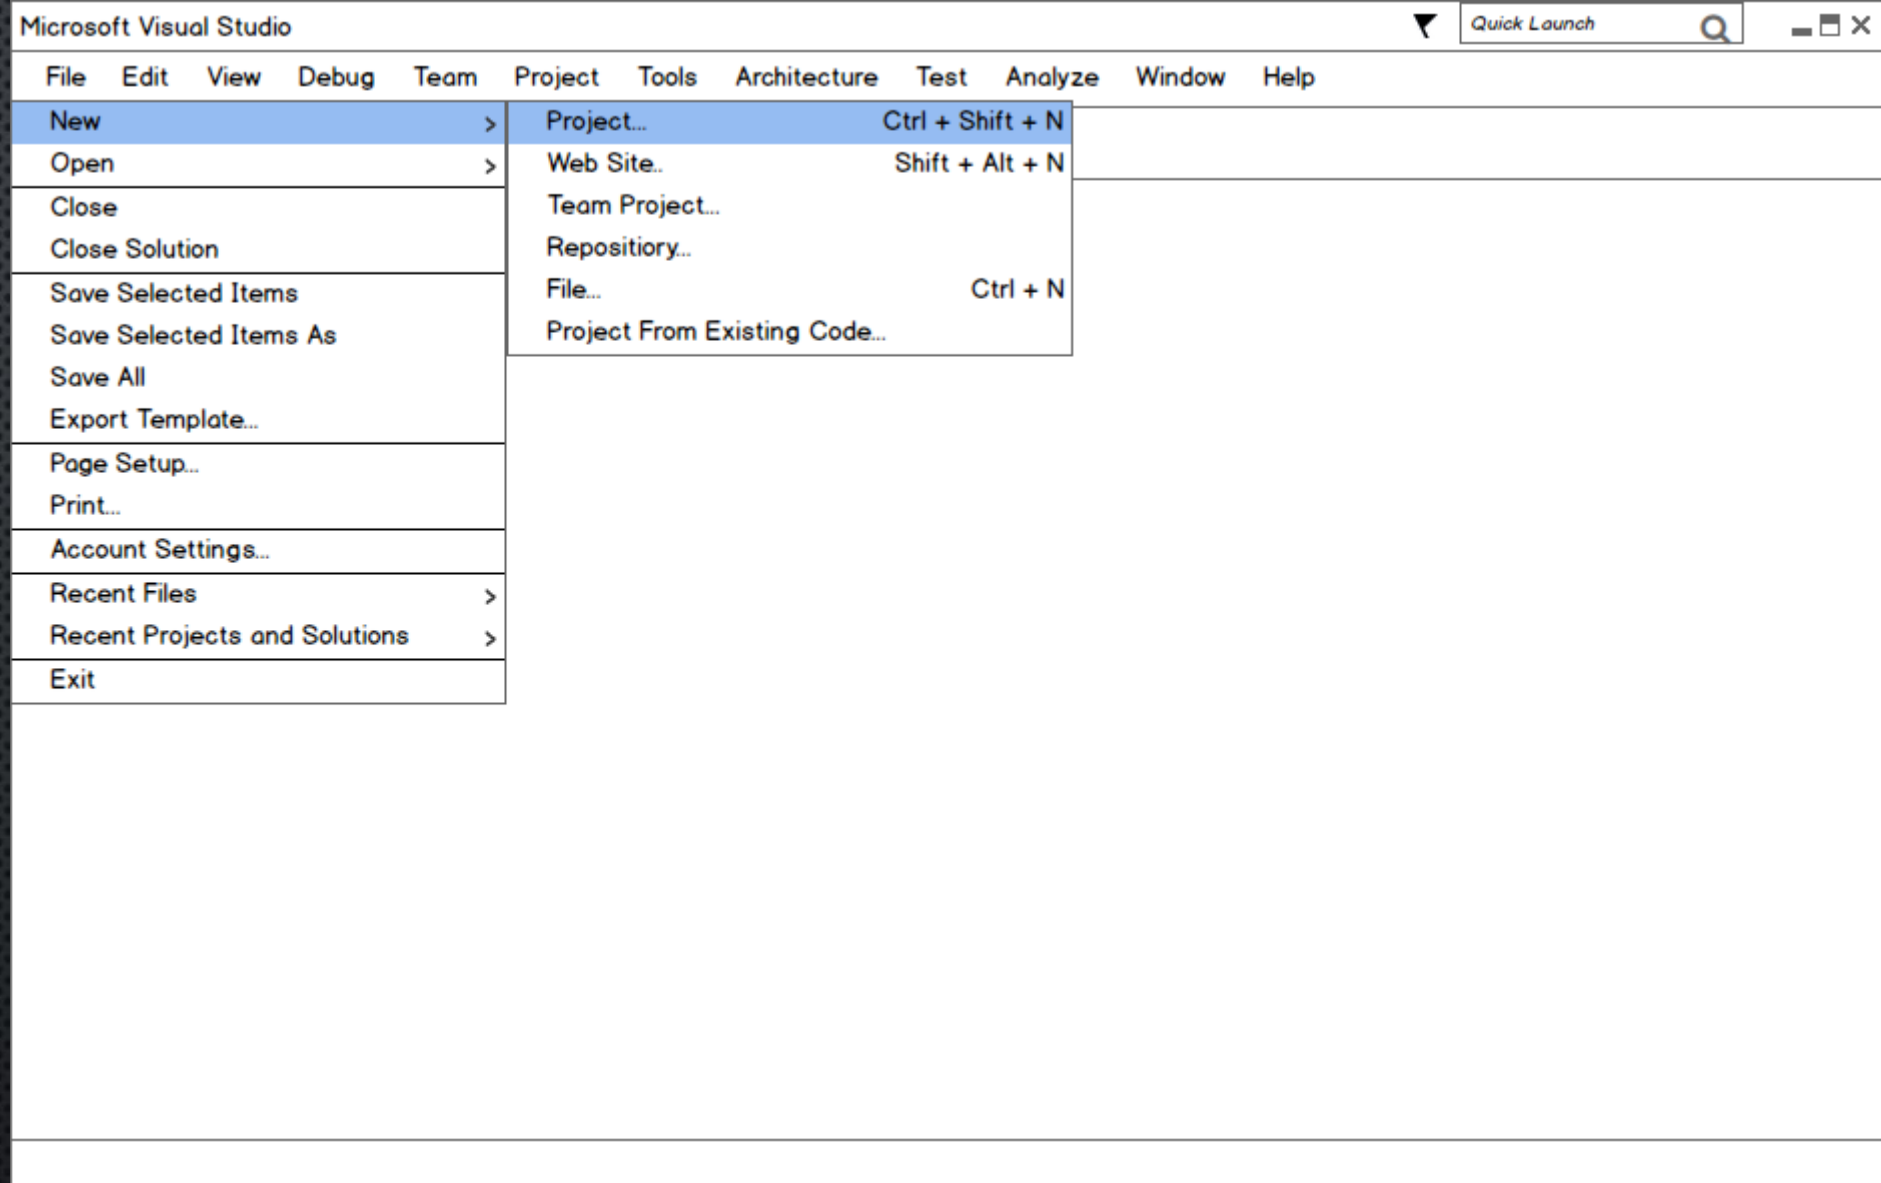 Microsoft Visual Studio
Quick Launch
File Edit View Debug Team Project Tools Architecture Test Analyze Window Help
New >
Open >
Close
Close Solution
Save Selected Items
Save Selected Items As
Save All
Export Template...
Page Setup...
Print...
Account Settings...
Recent Files >
Recent Projects and Solutions >
Exit
Project... Ctrl + Shift + N
Web Site.. Shift + Alt + N
Team Project...
Repositiory...
File... Ctrl + N
Project From Existing Code...